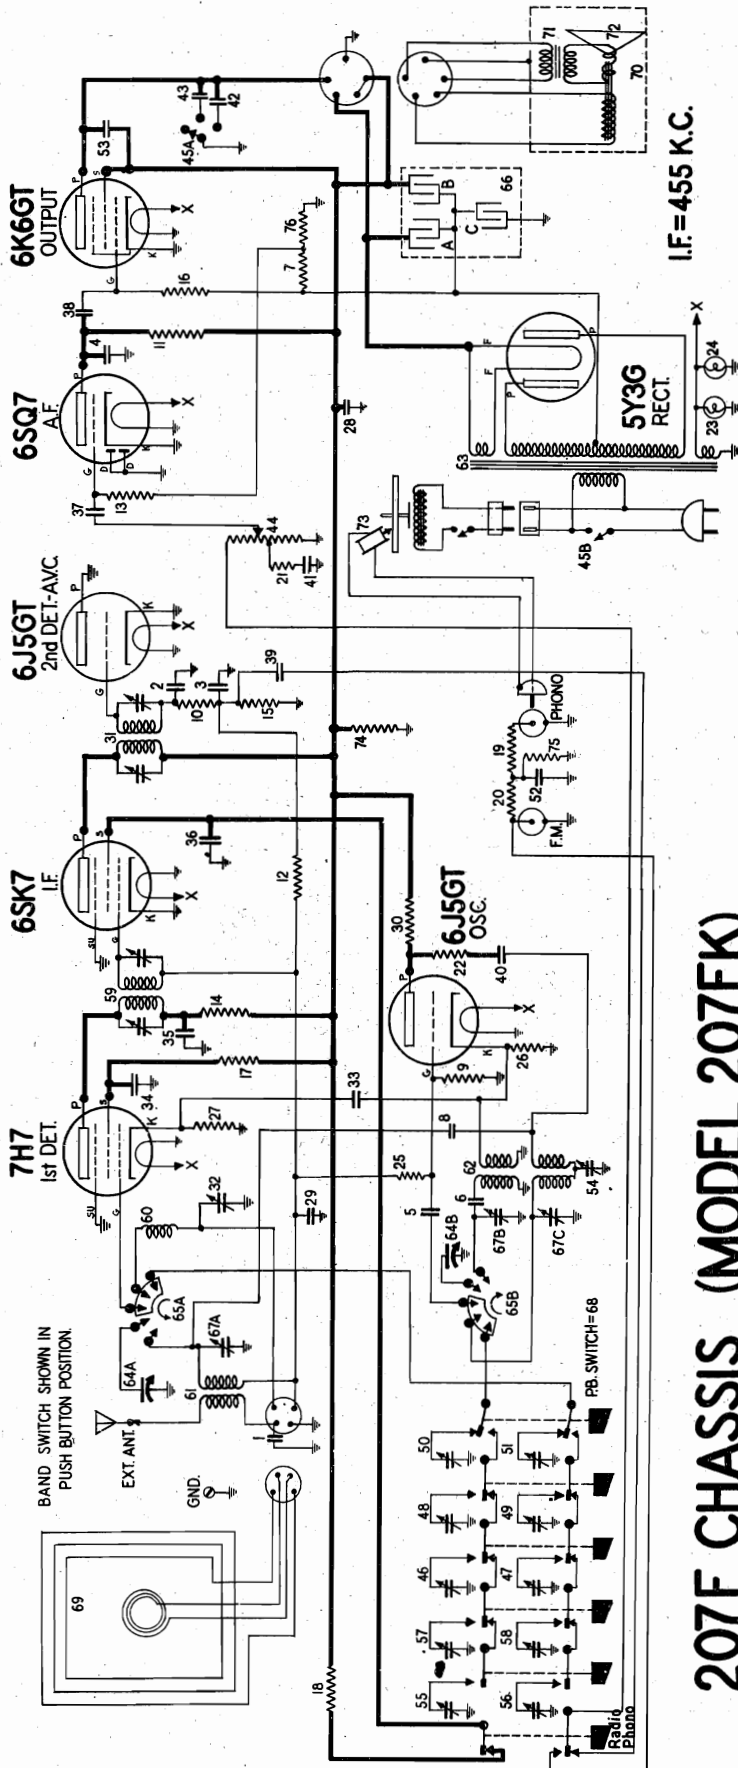 BAND SWITCH SHOWN IN
PUSH BUTTON POSITION.
69
EXT. ANT.
GND.
1
61
64A
65A
67A
60
32
29
7H7
1st DET.
SU
G
P
S
K
X
34
27
17
35
14
59
33
6SK7
I.F.
SU
G
P
S
K
X
36
12
31
6J5GT
2nd DET.-A.V.C.
G
P
K
X
2
10
3
15
39
74
6SQ7
A.F.
G
P
D
D
K
X
37
13
4
11
44
21
41
28
6K6GT
OUTPUT
G
P
S
K
X
38
16
7
76
53
43
42
45A
18
25
5
8
6
62
64B
65B
67B
67C
54
6J5GT
OSC.
G
P
K
X
9
26
30
22
40
20
19
52
75
F.M.
PHONO
73
45B
63
5Y3G
RECT.
P
F
F
P
X
23
24
A
B
C
66
71
72
70
I.F.=455 K.C.
P.B. SWITCH=68
55
57
46
48
50
56
58
47
49
51
Radio
Phono
207F CHASSIS (MODEL 207FK)